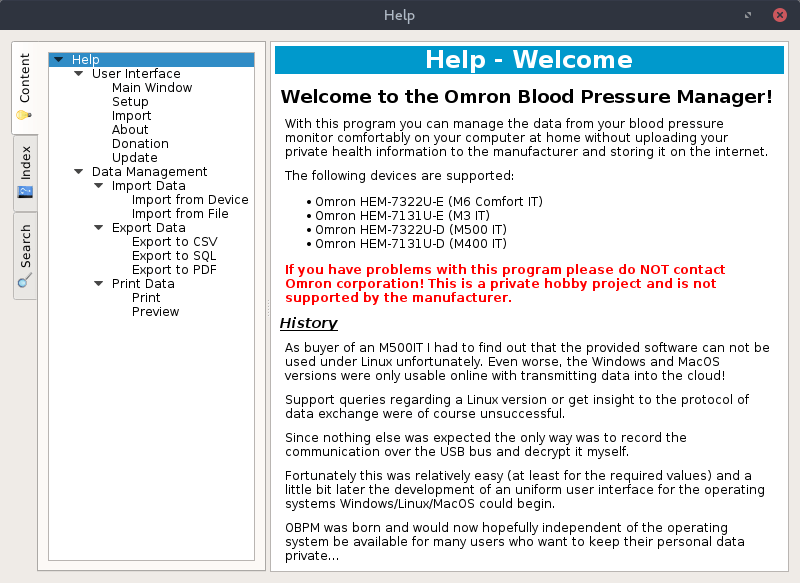 Help
Content
Index
Search
Help
User Interface
Main Window
Setup
Import
About
Donation
Update
Data Management
Import Data
Import from Device
Import from File
Export Data
Export to CSV
Export to SQL
Export to PDF
Print Data
Print
Preview
Help - Welcome
Welcome to the Omron Blood Pressure Manager!
With this program you can manage the data from your blood pressure
monitor comfortably on your computer at home without uploading your
private health information to the manufacturer and storing it on the internet.
The following devices are supported:
• Omron HEM-7322U-E (M6 Comfort IT)
• Omron HEM-7131U-E (M3 IT)
• Omron HEM-7322U-D (M500 IT)
• Omron HEM-7131U-D (M400 IT)
If you have problems with this program please do NOT contact
Omron corporation! This is a private hobby project and is not
supported by the manufacturer.
History
As buyer of an M500IT I had to find out that the provided software can not be
used under Linux unfortunately. Even worse, the Windows and MacOS
versions were only usable online with transmitting data into the cloud!
Support queries regarding a Linux version or get insight to the protocol of
data exchange were of course unsuccessful.
Since nothing else was expected the only way was to record the
communication over the USB bus and decrypt it myself.
Fortunately this was relatively easy (at least for the required values) and a
little bit later the development of an uniform user interface for the operating
systems Windows/Linux/MacOS could begin.
OBPM was born and would now hopefully independent of the operating
system be available for many users who want to keep their personal data
private...